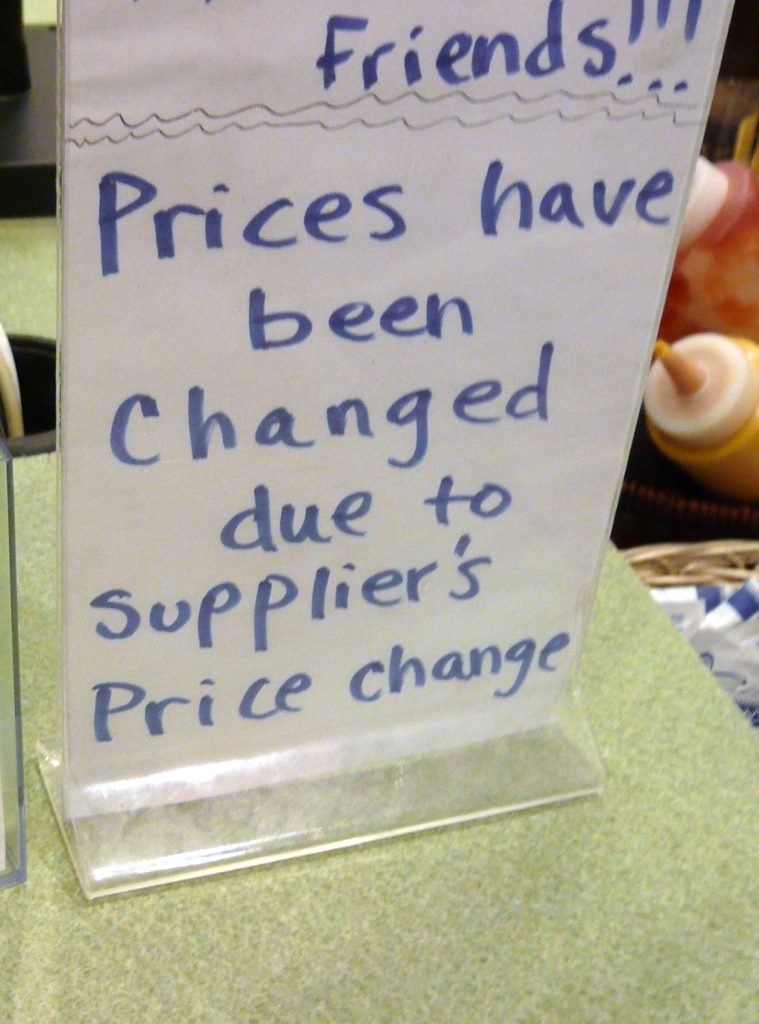 Friends!!!
Prices have
been
Changed
due to
supplier's
Price change